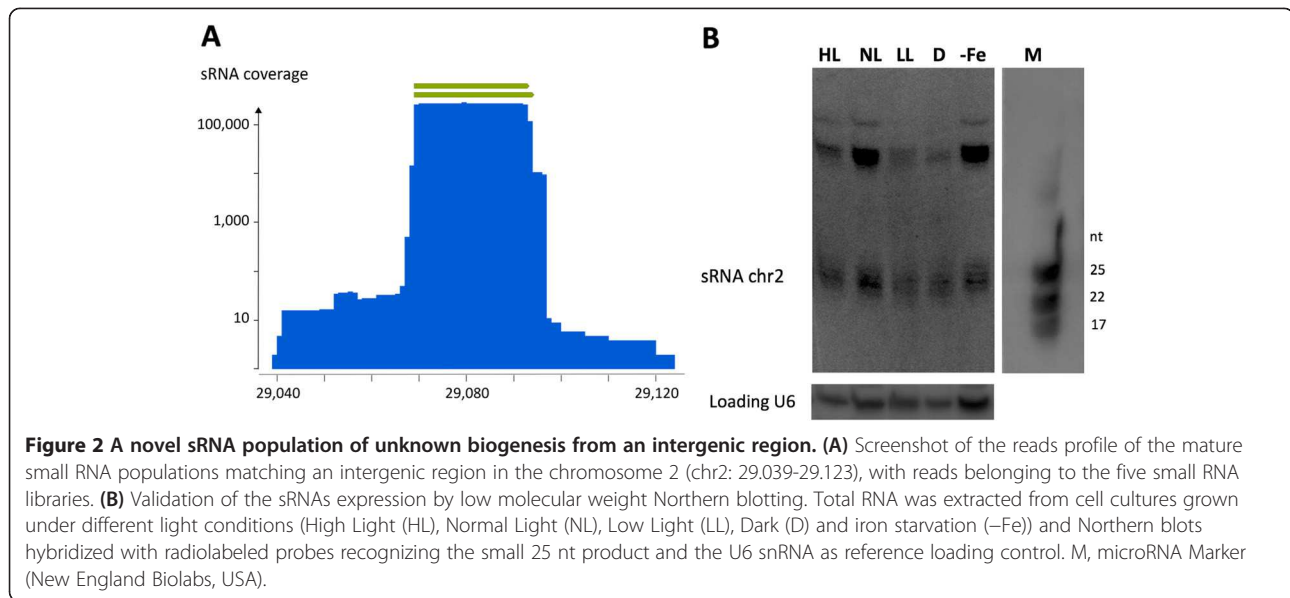 A
sRNA coverage
100,000
1,000
10
29,040
29,080
29,120
B
HL NL LL D -Fe M
nt
sRNA chr2
25
22
17
Loading U6
Figure 2 A novel sRNA population of unknown biogenesis from an intergenic region. (A) Screenshot of the reads profile of the mature
small RNA populations matching an intergenic region in the chromosome 2 (chr2: 29.039-29.123), with reads belonging to the five small RNA
libraries. (B) Validation of the sRNAs expression by low molecular weight Northern blotting. Total RNA was extracted from cell cultures grown
under different light conditions (High Light (HL), Normal Light (NL), Low Light (LL), Dark (D) and iron starvation (–Fe)) and Northern blots
hybridized with radiolabeled probes recognizing the small 25 nt product and the U6 snRNA as reference loading control. M, microRNA Marker
(New England Biolabs, USA).